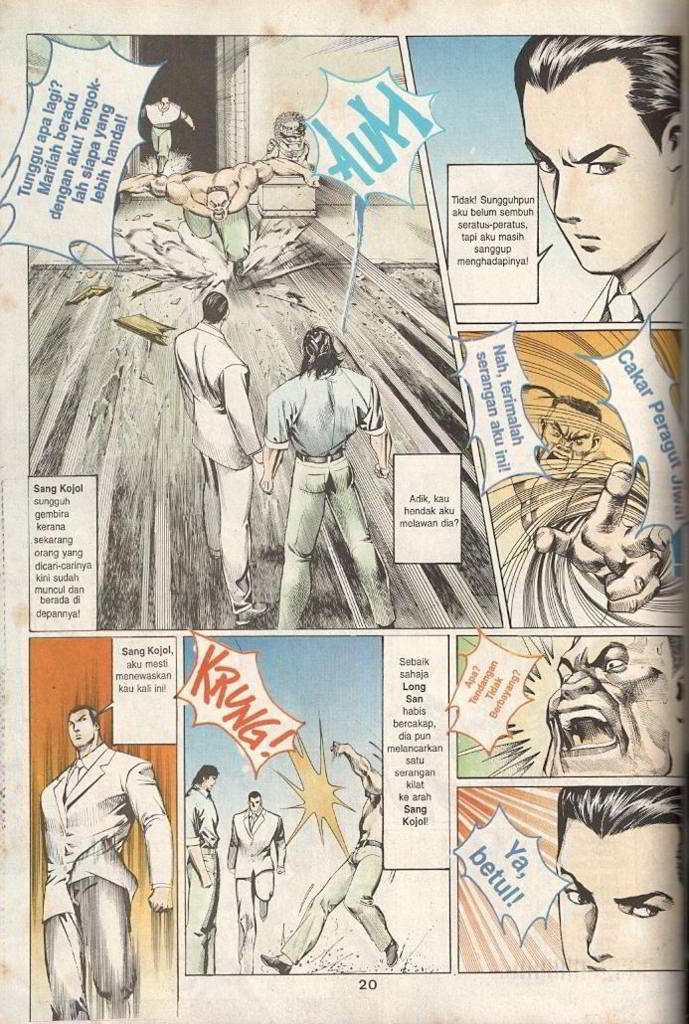 Tunggu apa lagi?
Marilah beradu
dengan aku! Tengok-
lah siapa yang
lebih handal!
AUM
Tidak! Sungguhpun
aku belum sembuh
seratus-peratus,
tapi aku masih
sanggup
menghadapinya!
Sang Kojol
sungguh
gembira
kerana
sekarang
orang yang
dicari-carinya
kini sudah
muncul dan
berada di
depannya!
Adik, kau
hendak aku
melawan dia?
Nah, terimalah
serangan aku ini!
Cakar Peragut Jiwa!
Sang Kojol,
aku mesti
menewaskan
kau kali ini!
KRUNG!
Sebaik
sahaja
Long
San
habis
bercakap,
dia pun
melancarkan
satu
serangan
kilat
ke arah
Sang
Kojol!
Apa?
Tendangan
Tidak
Berbayang?
Ya,
betul!
20